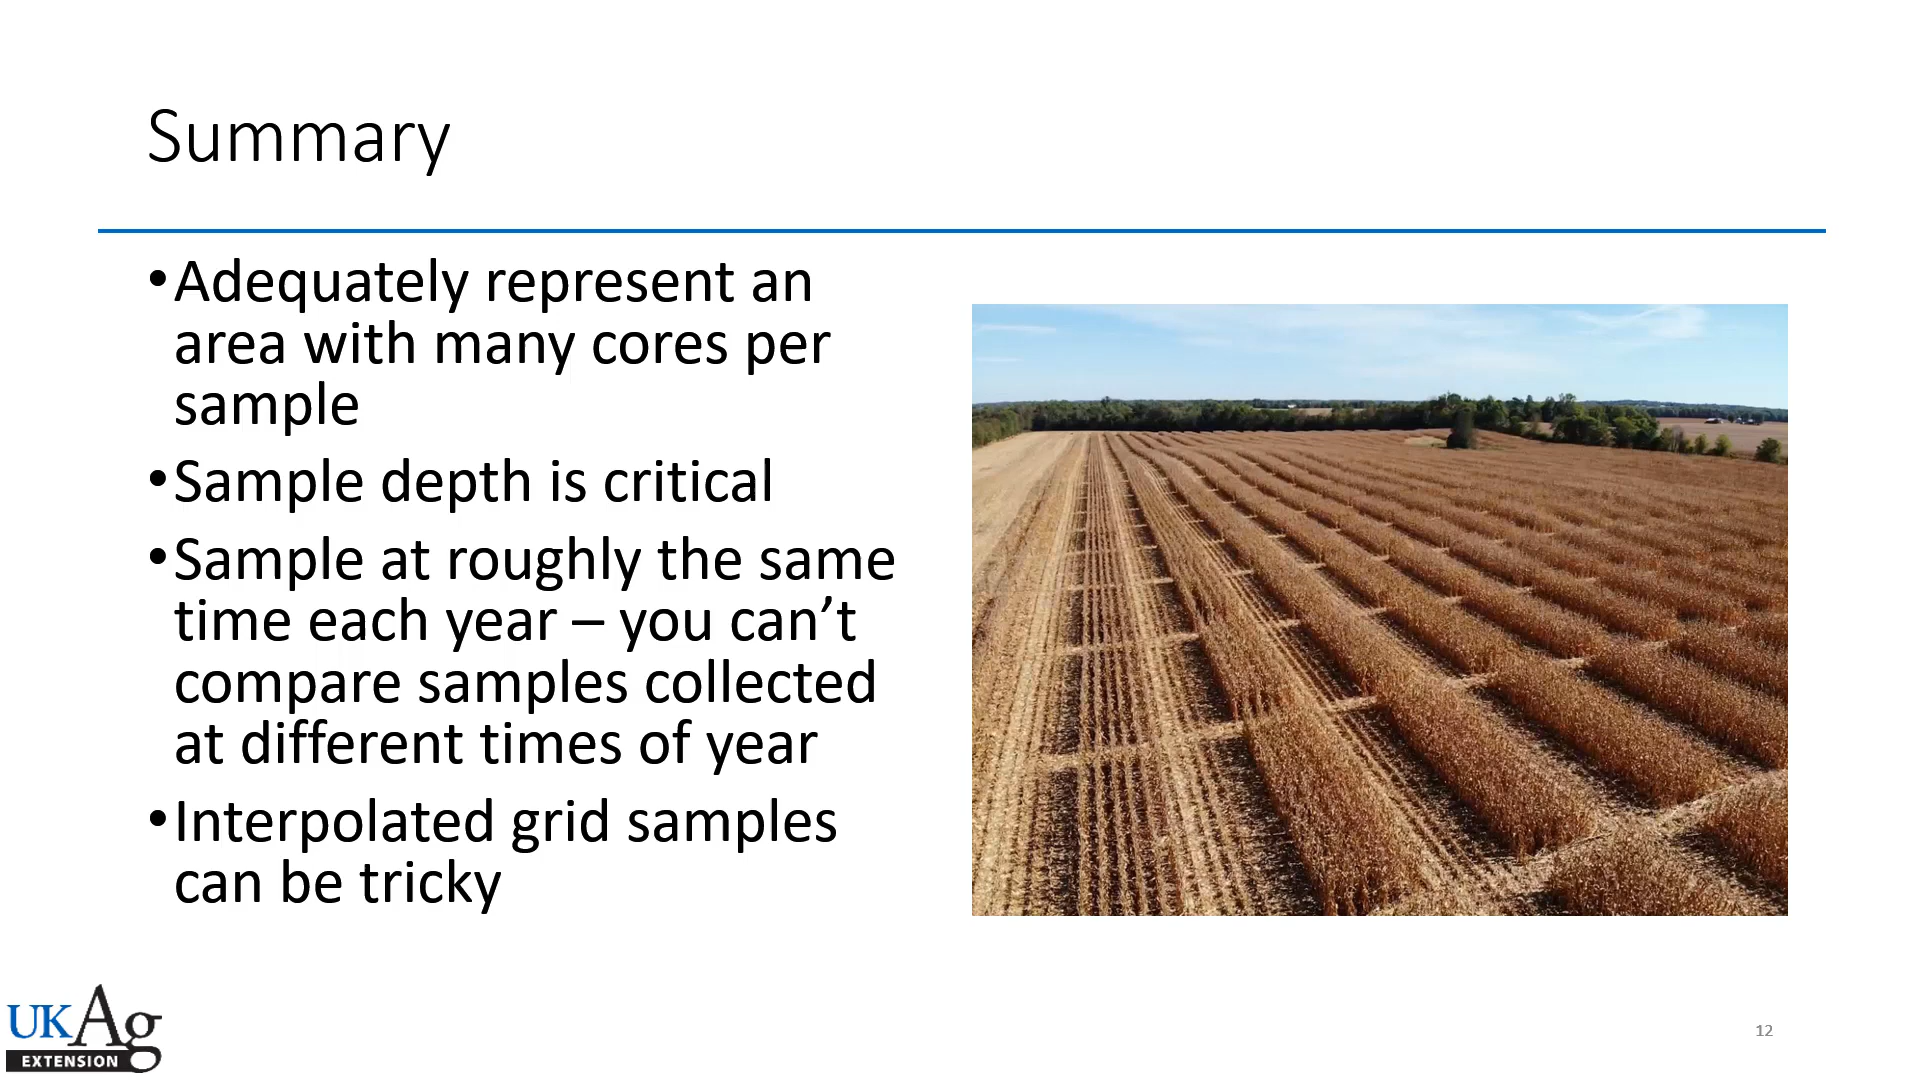 Summary
•Adequately represent an
area with many cores per
sample
•Sample depth is critical
•Sample at roughly the same
time each year – you can’t
compare samples collected
at different times of year
•Interpolated grid samples
can be tricky
UKAg
EXTENSION
12